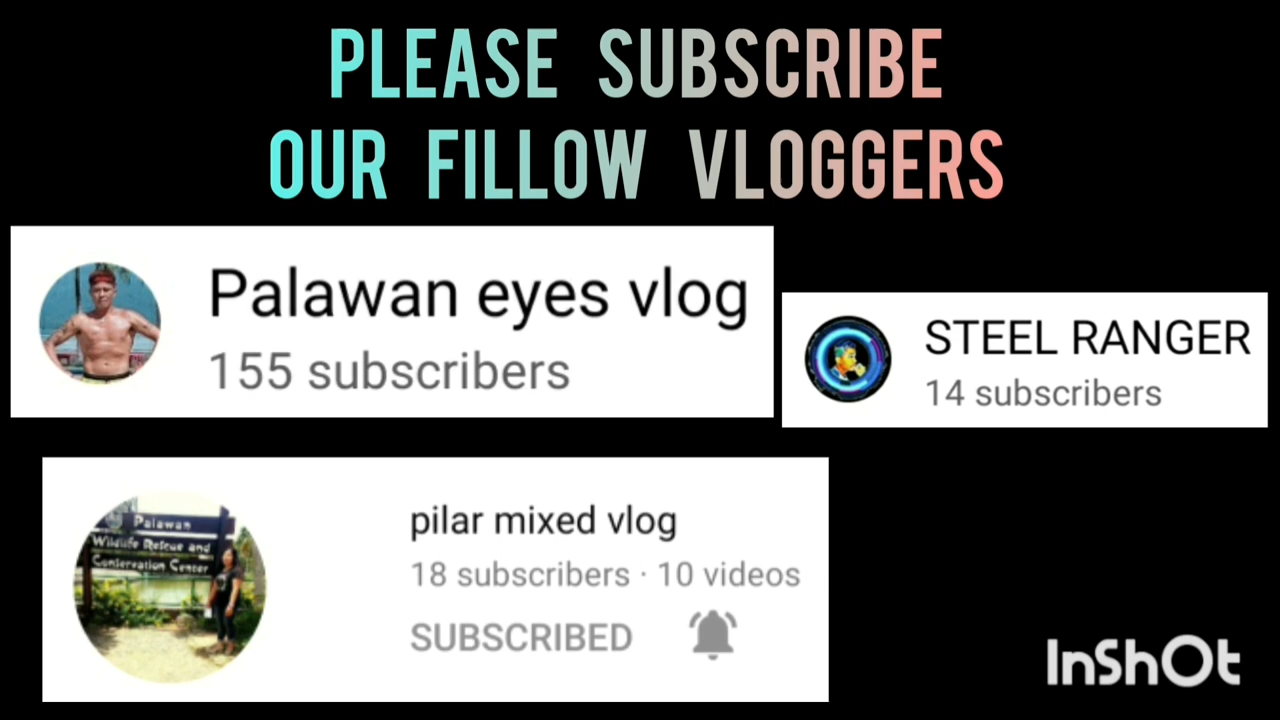 PLEASE SUBSCRIBE
OUR FILLOW VLOGGERS
Palawan eyes vlog
155 subscribers
STEEL RANGER
14 subscribers
Palawan
Wildlife Rescue and
Conservation Center
pilar mixed vlog
18 subscribers · 10 videos
SUBSCRIBED
InShOt